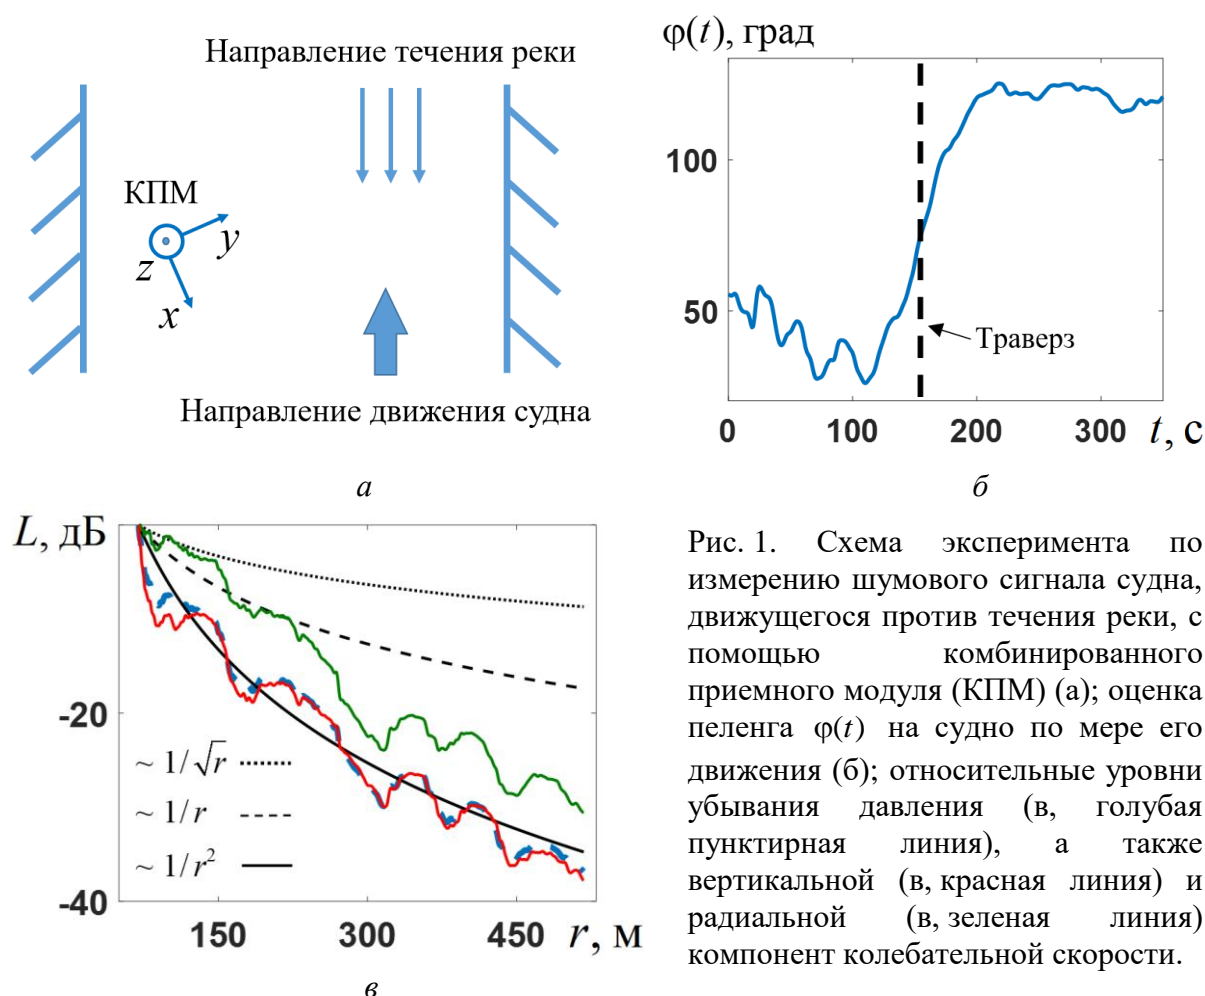 Направление течения реки
КПМ
y
z
x
Направление движения судна
а
φ(t), град
100
50
Траверз
0 100 200 300 t, с
б
L, дБ
-20
~ 1/√r
~ 1/r
~ 1/r²
-40
150 300 450 r, м
в
Рис. 1. Схема эксперимента по
измерению шумового сигнала судна,
движущегося против течения реки, с
помощью комбинированного
приемного модуля (КПМ) (а); оценка
пеленга φ(t) на судно по мере его
движения (б); относительные уровни
убывания давления (в, голубая
пунктирная линия), а также
вертикальной (в, красная линия) и
радиальной (в, зеленая линия)
компонент колебательной скорости.